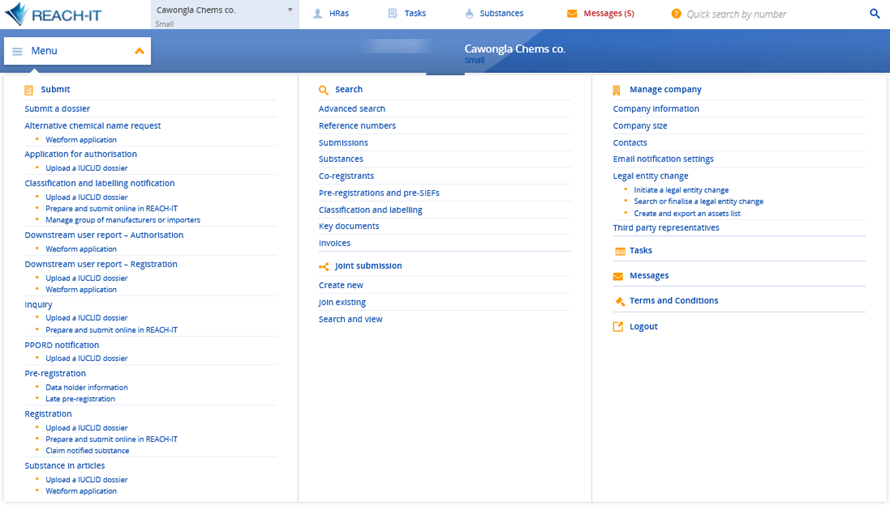 REACH-IT
Cawongla Chems co.
Small
HRas
Tasks
Substances
Messages (5)
Quick search by number
Menu
Cawongla Chems co.
Small
Submit
Submit a dossier
Alternative chemical name request
Webform application
Application for authorisation
Upload a IUCLID dossier
Classification and labelling notification
Upload a IUCLID dossier
Prepare and submit online in REACH-IT
Manage group of manufacturers or importers
Downstream user report – Authorisation
Webform application
Downstream user report – Registration
Upload a IUCLID dossier
Webform application
Inquiry
Upload a IUCLID dossier
Prepare and submit online in REACH-IT
PPORD notification
Upload a IUCLID dossier
Pre-registration
Data holder information
Late pre-registration
Registration
Upload a IUCLID dossier
Prepare and submit online in REACH-IT
Claim notified substance
Substance in articles
Upload a IUCLID dossier
Webform application
Search
Advanced search
Reference numbers
Submissions
Substances
Co-registrants
Pre-registrations and pre-SIEFs
Classification and labelling
Key documents
Invoices
Joint submission
Create new
Join existing
Search and view
Manage company
Company information
Company size
Contacts
Email notification settings
Legal entity change
Initiate a legal entity change
Search or finalise a legal entity change
Create and export an assets list
Third party representatives
Tasks
Messages
Terms and Conditions
Logout